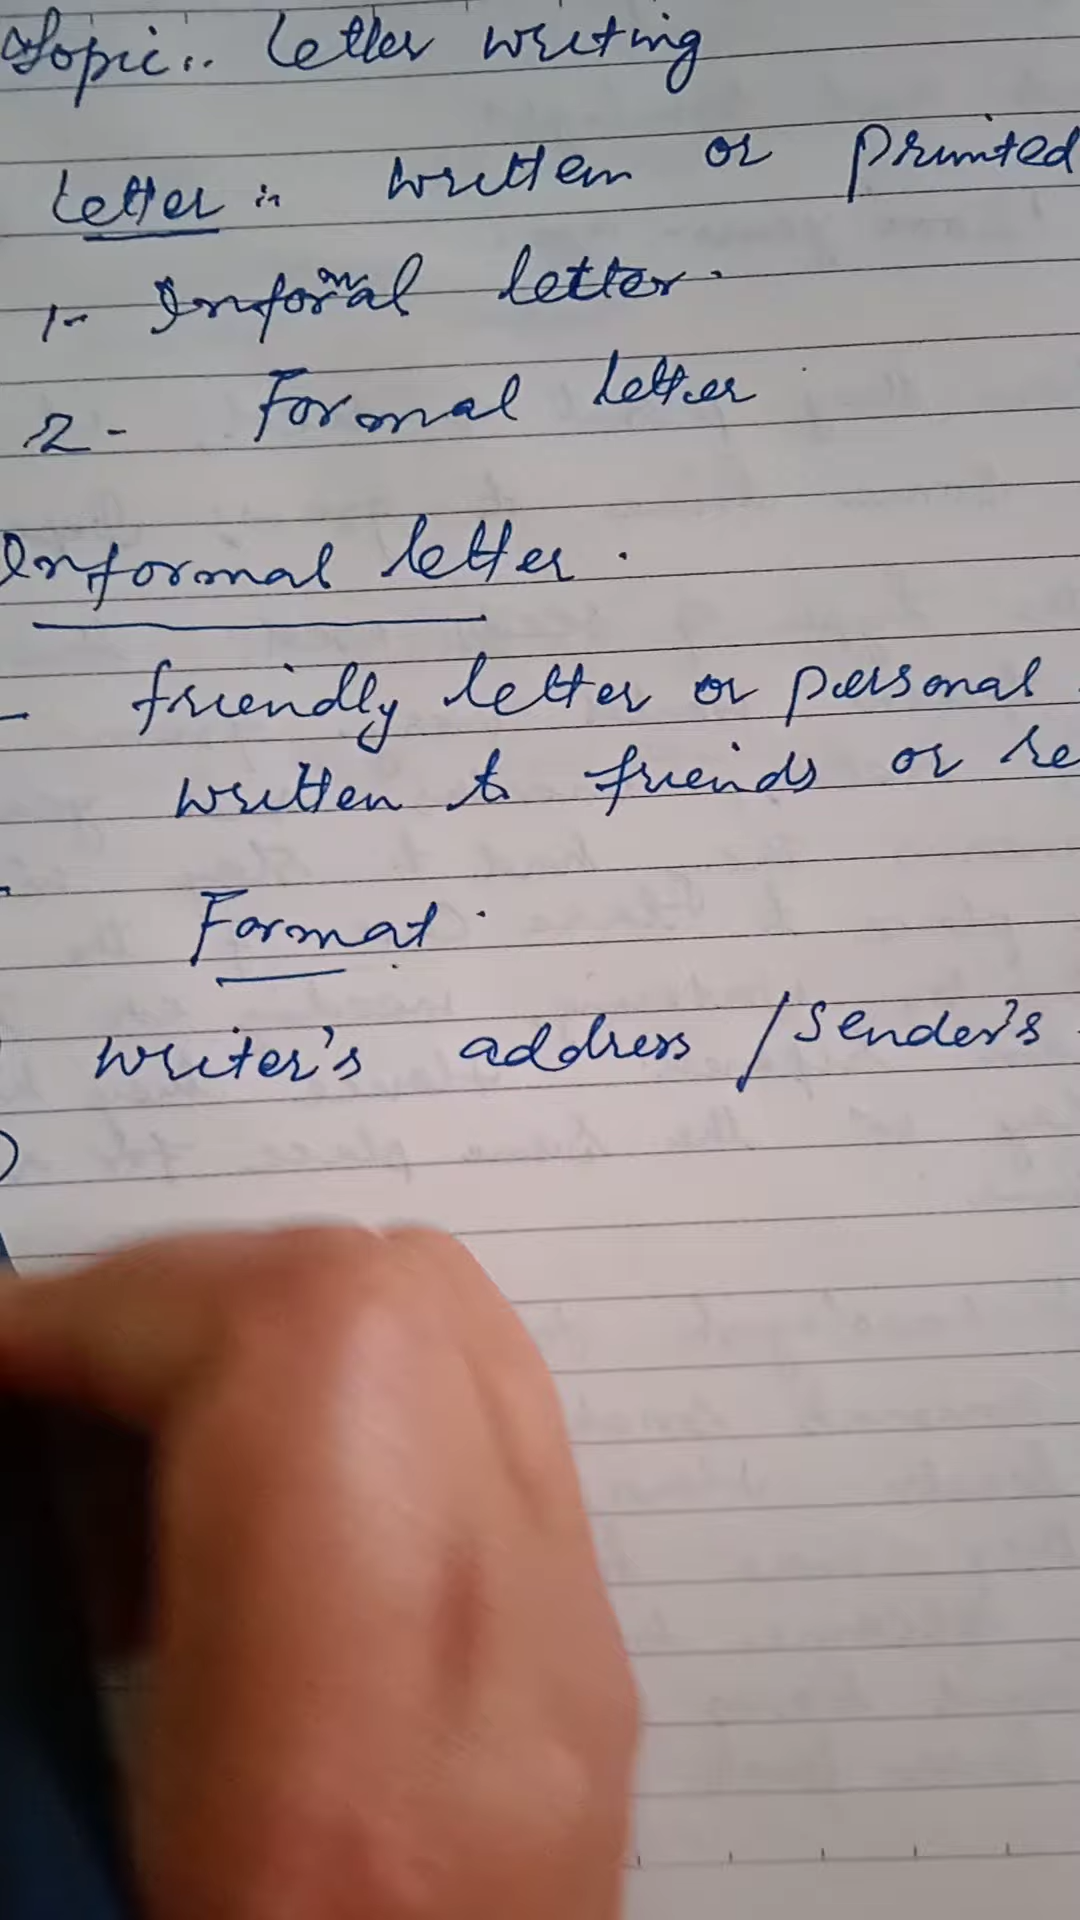 Topic:. Letter writing
Letter :. written or printed
1- Informal letter.
2- Formal letter
Informal letter.
- friendly letter or personal
written to friends or re
Format.
writer's address / Sender's